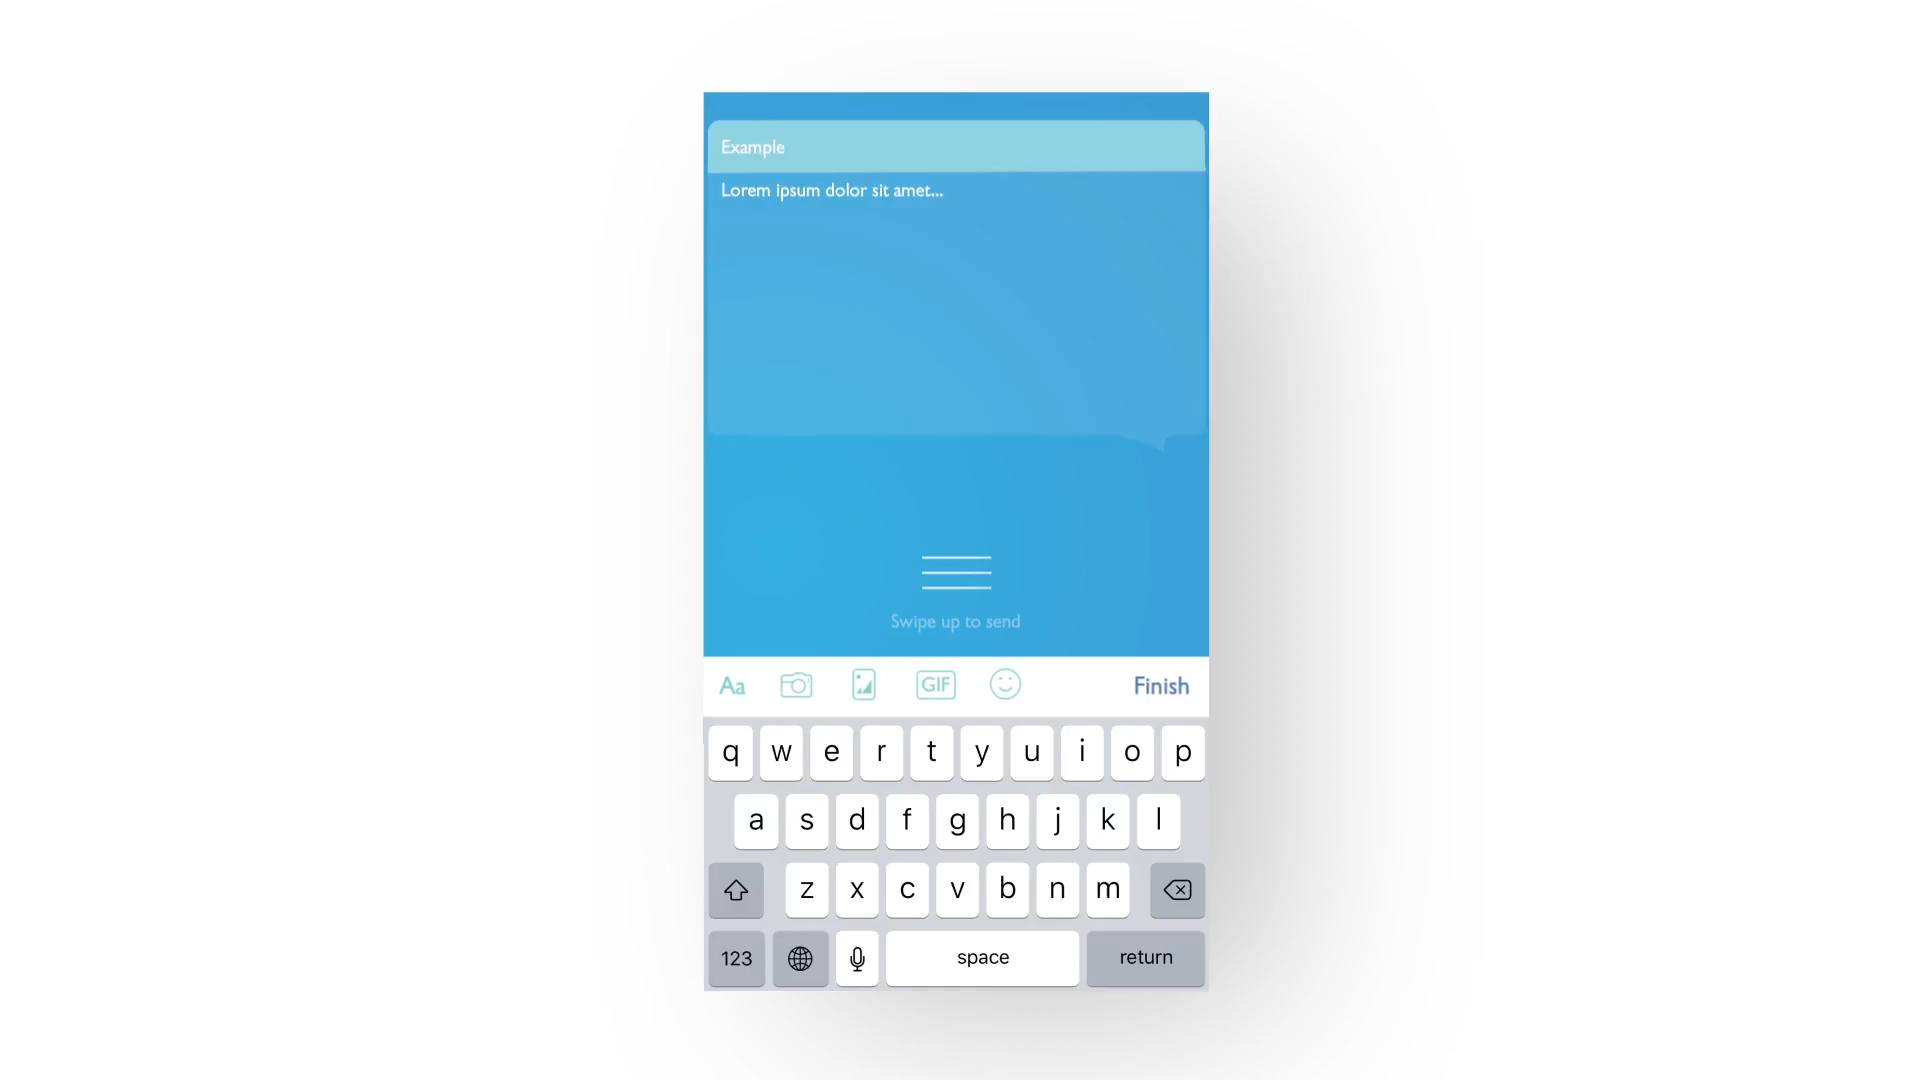 Example
Lorem ipsum dolor sit amet...
Swipe up to send
Aa GIF Finish
q w e r t y u i o p
a s d f g h j k l
z x c v b n m
123 space return